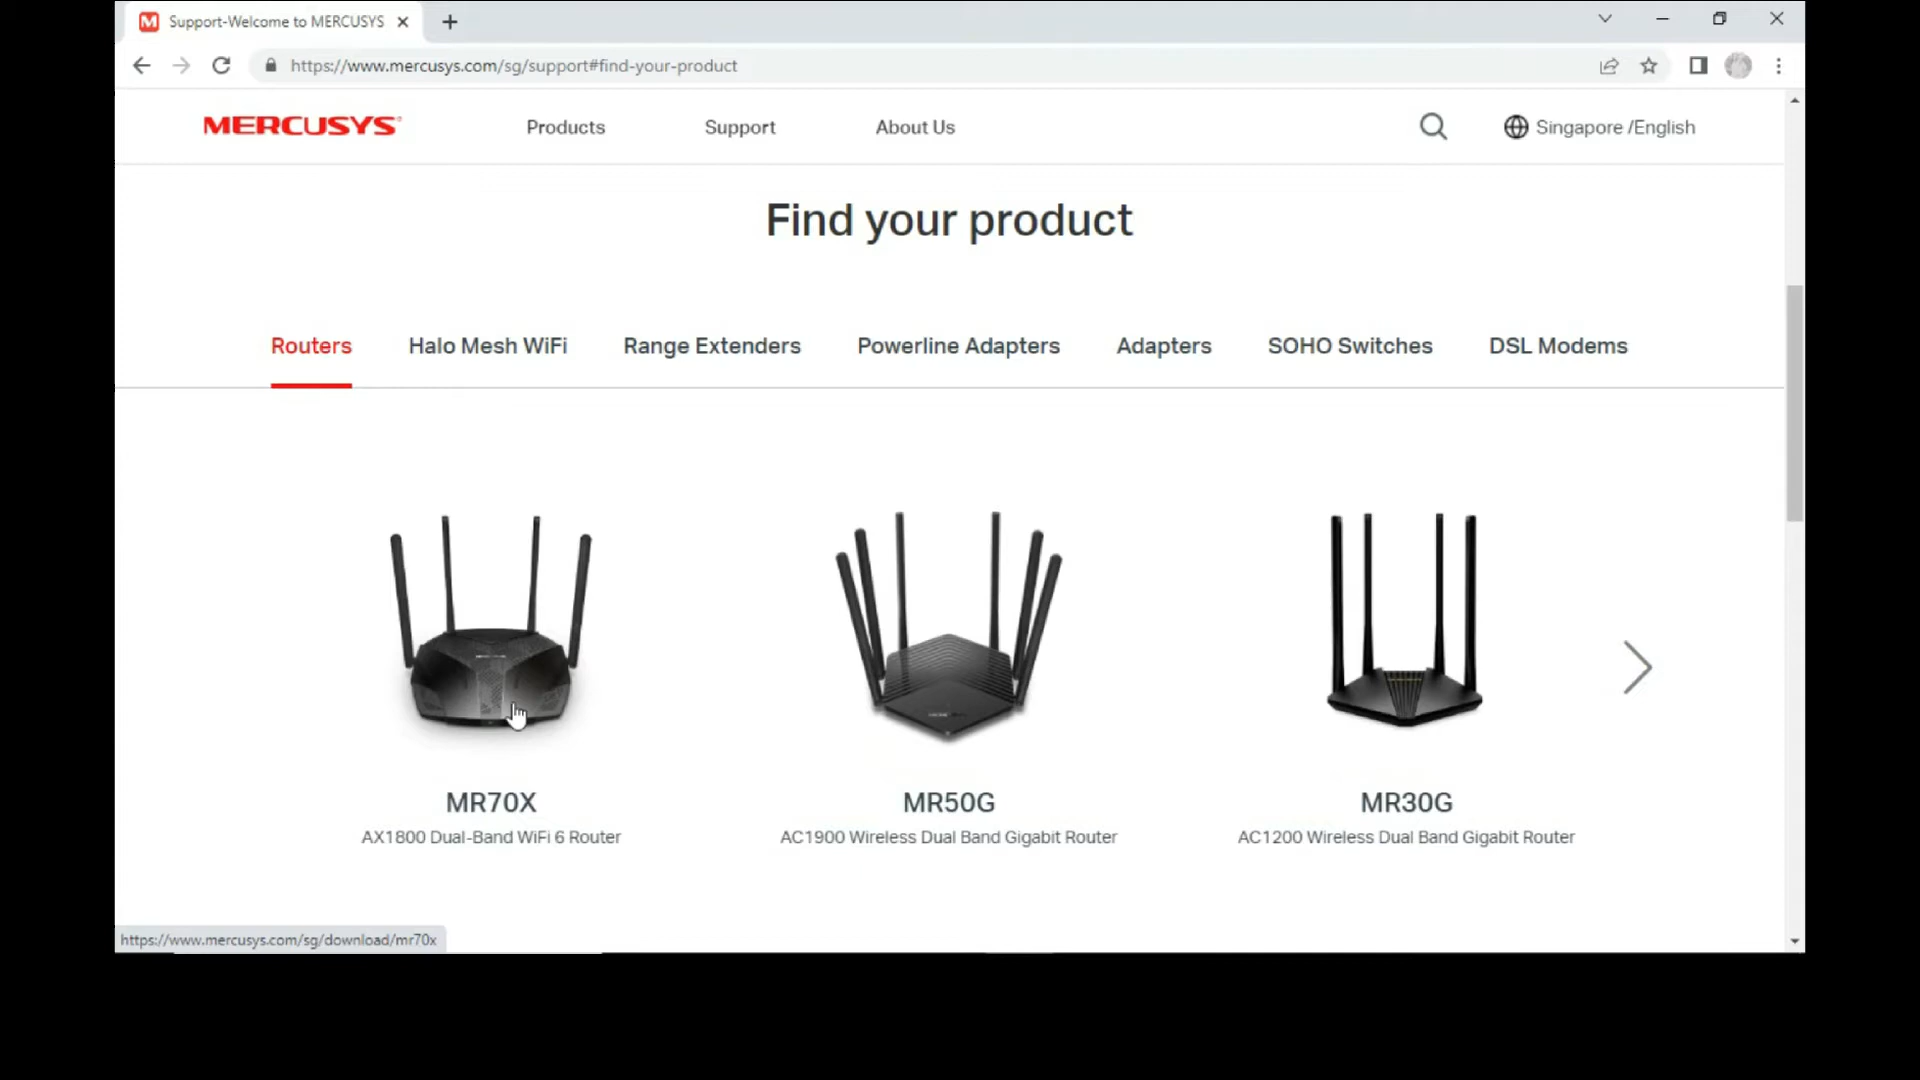 Support-Welcome to MERCUSYS
https://www.mercusys.com/sg/support#find-your-product
MERCUSYS
Products
Support
About Us
Singapore /English
Find your product
Routers
Halo Mesh WiFi
Range Extenders
Powerline Adapters
Adapters
SOHO Switches
DSL Modems
MR70X
AX1800 Dual-Band WiFi 6 Router
MR50G
AC1900 Wireless Dual Band Gigabit Router
MR30G
AC1200 Wireless Dual Band Gigabit Router
https://www.mercusys.com/sg/download/mr70x